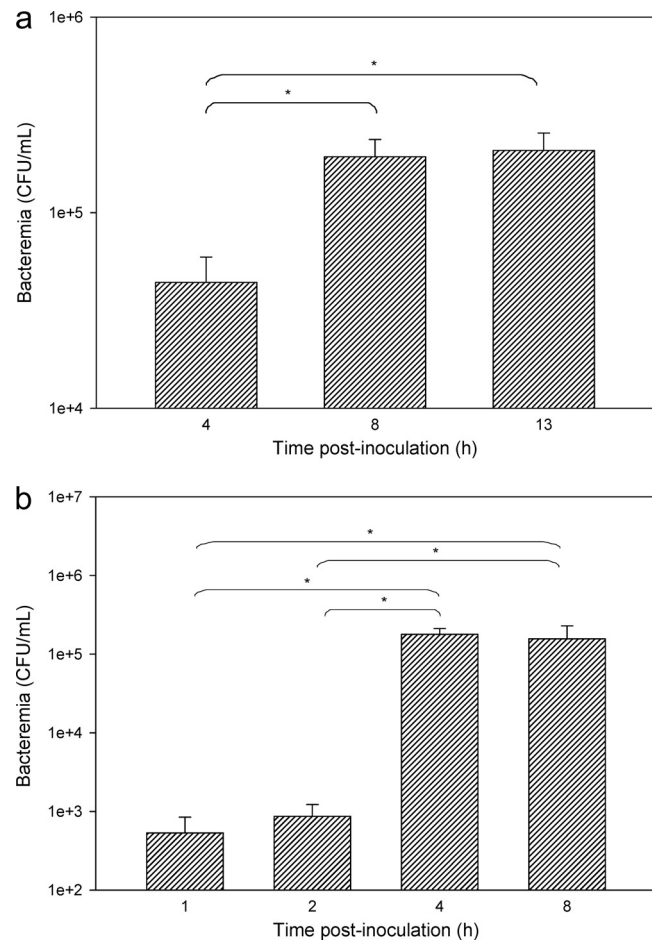 a
1e+6
*
*
1e+5
1e+4
Bacteremia (CFU/mL)
4 8 13
Time post-inoculation (h)
b
1e+7
*
1e+6
*
*
*
1e+5
1e+4
1e+3
1e+2
Bacteremia (CFU/mL)
1 2 4 8
Time post-inoculation (h)